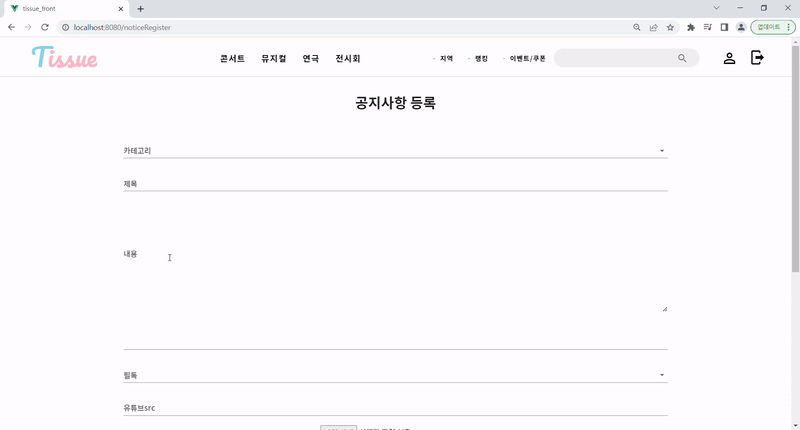 tissue_front
localhost:8080/noticeRegister
업데이트
Tissue
콘서트 뮤지컬 연극 전시회
지역 랭킹 이벤트/쿠폰
공지사항 등록
카테고리
제목
내용
필독
유튜브src